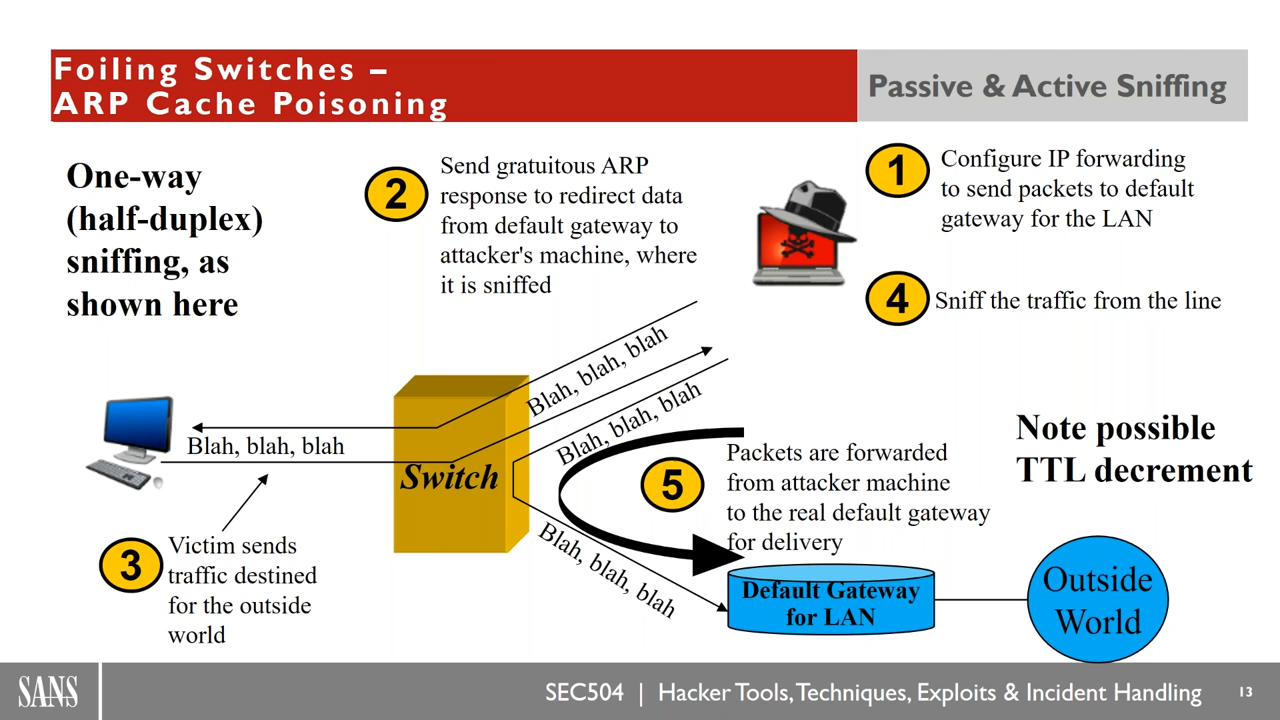 Foiling Switches –
ARP Cache Poisoning
Passive & Active Sniffing
One-way
(half-duplex)
sniffing, as
shown here
2
Send gratuitous ARP
response to redirect data
from default gateway to
attacker's machine, where
it is sniffed
1
Configure IP forwarding
to send packets to default
gateway for the LAN
4
Sniff the traffic from the line
Blah, blah, blah
Blah, blah, blah
Blah, blah, blah
Switch
Note possible
TTL decrement
5
Packets are forwarded
from attacker machine
to the real default gateway
for delivery
3
Victim sends
traffic destined
for the outside
world
Blah, blah, blah
Default Gateway
for LAN
Outside
World
SANS
SEC504 | Hacker Tools, Techniques, Exploits & Incident Handling
13